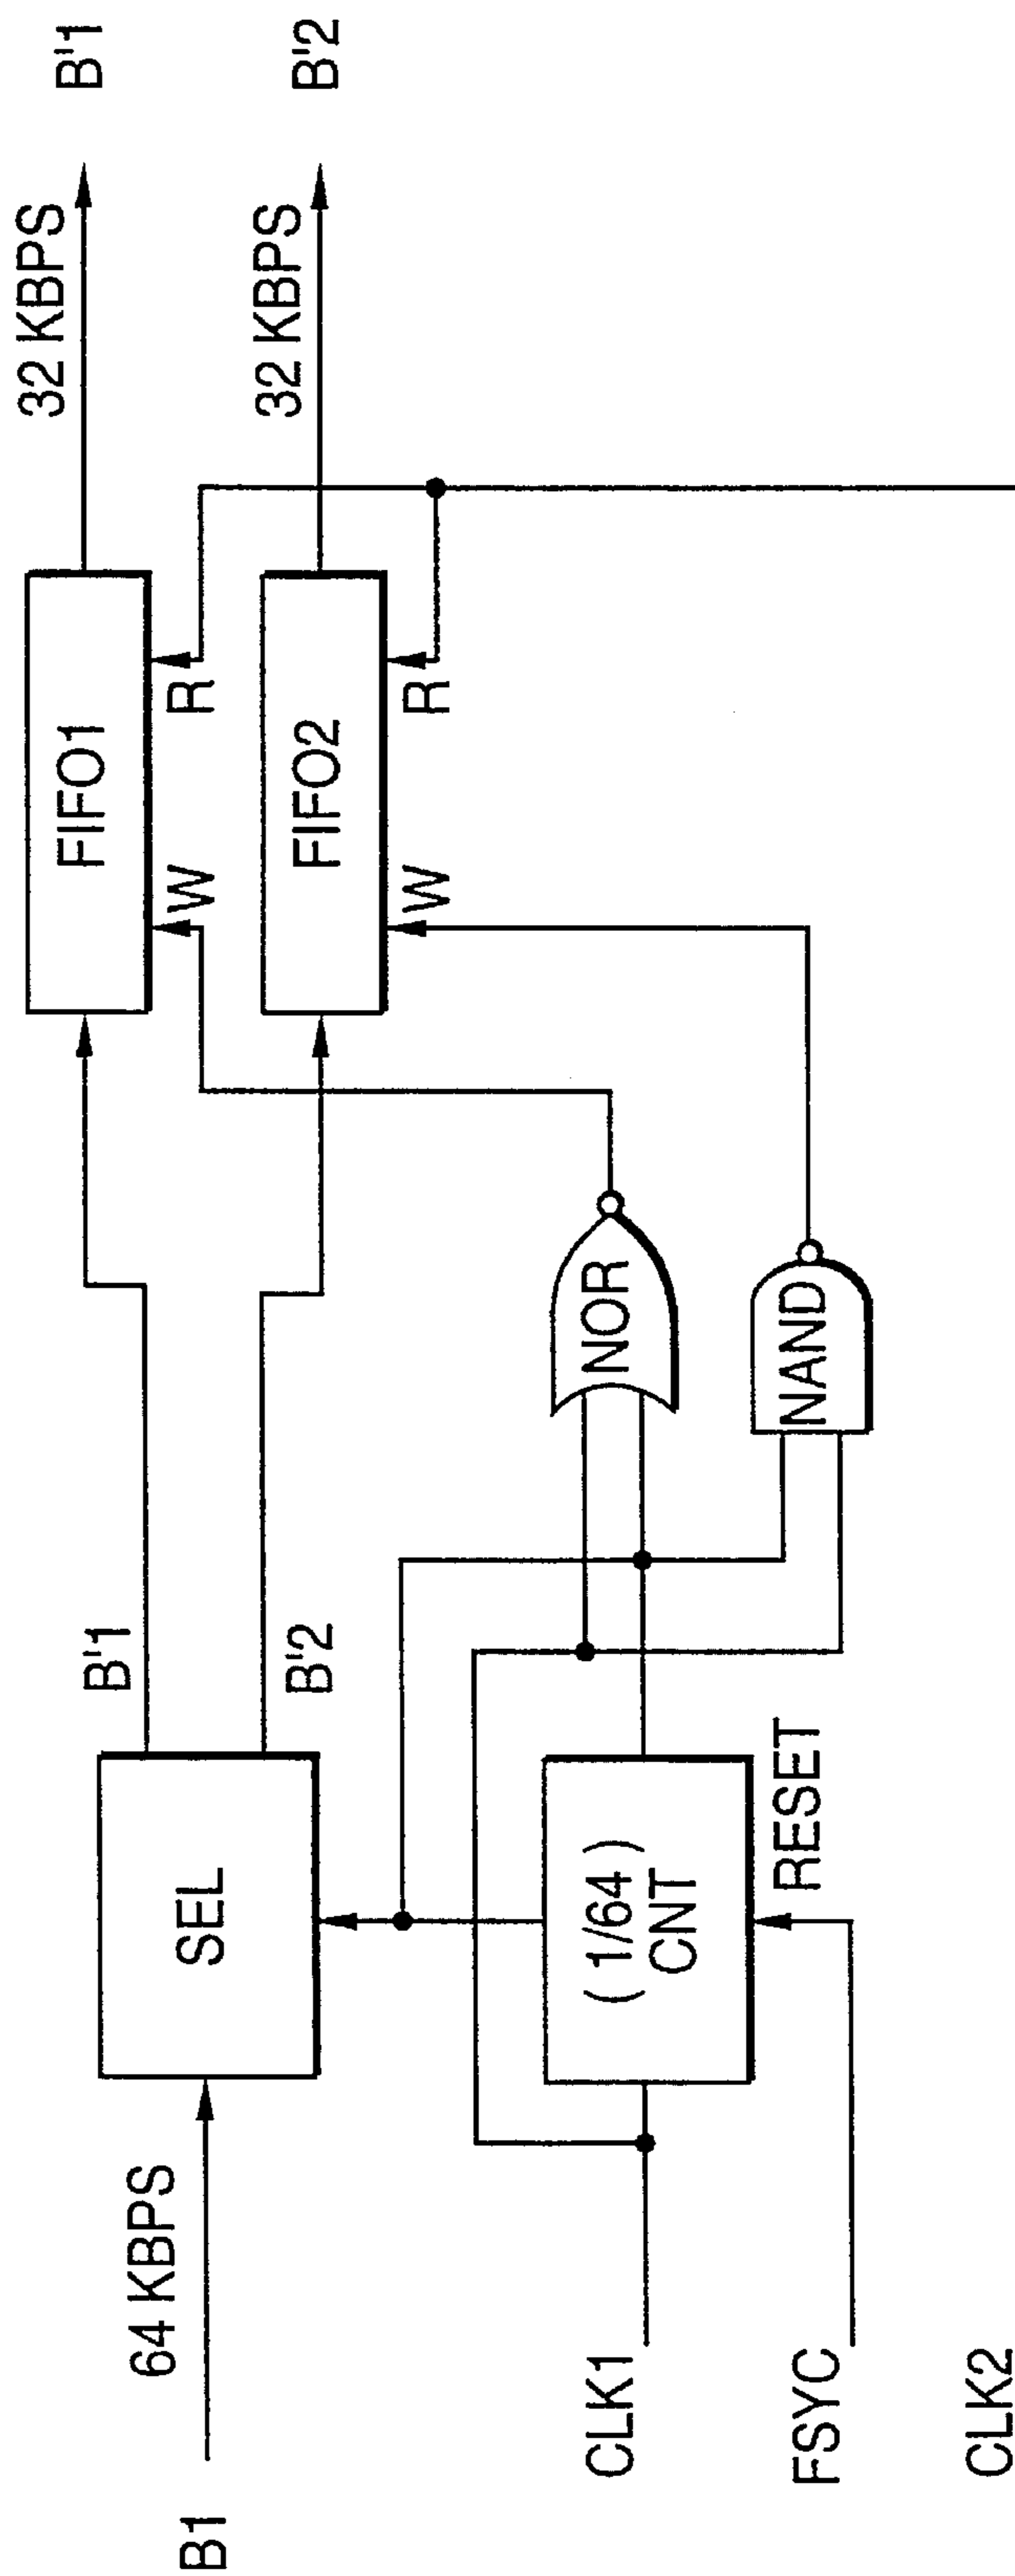 B1
64 KBPS
SEL
B'1
B'2
FIFO1
W
R
32 KBPS
B'1
FIFO2
W
R
32 KBPS
B'2
CLK1
( 1/64 )
CNT
RESET
NOR
NAND
FSYC
CLK2